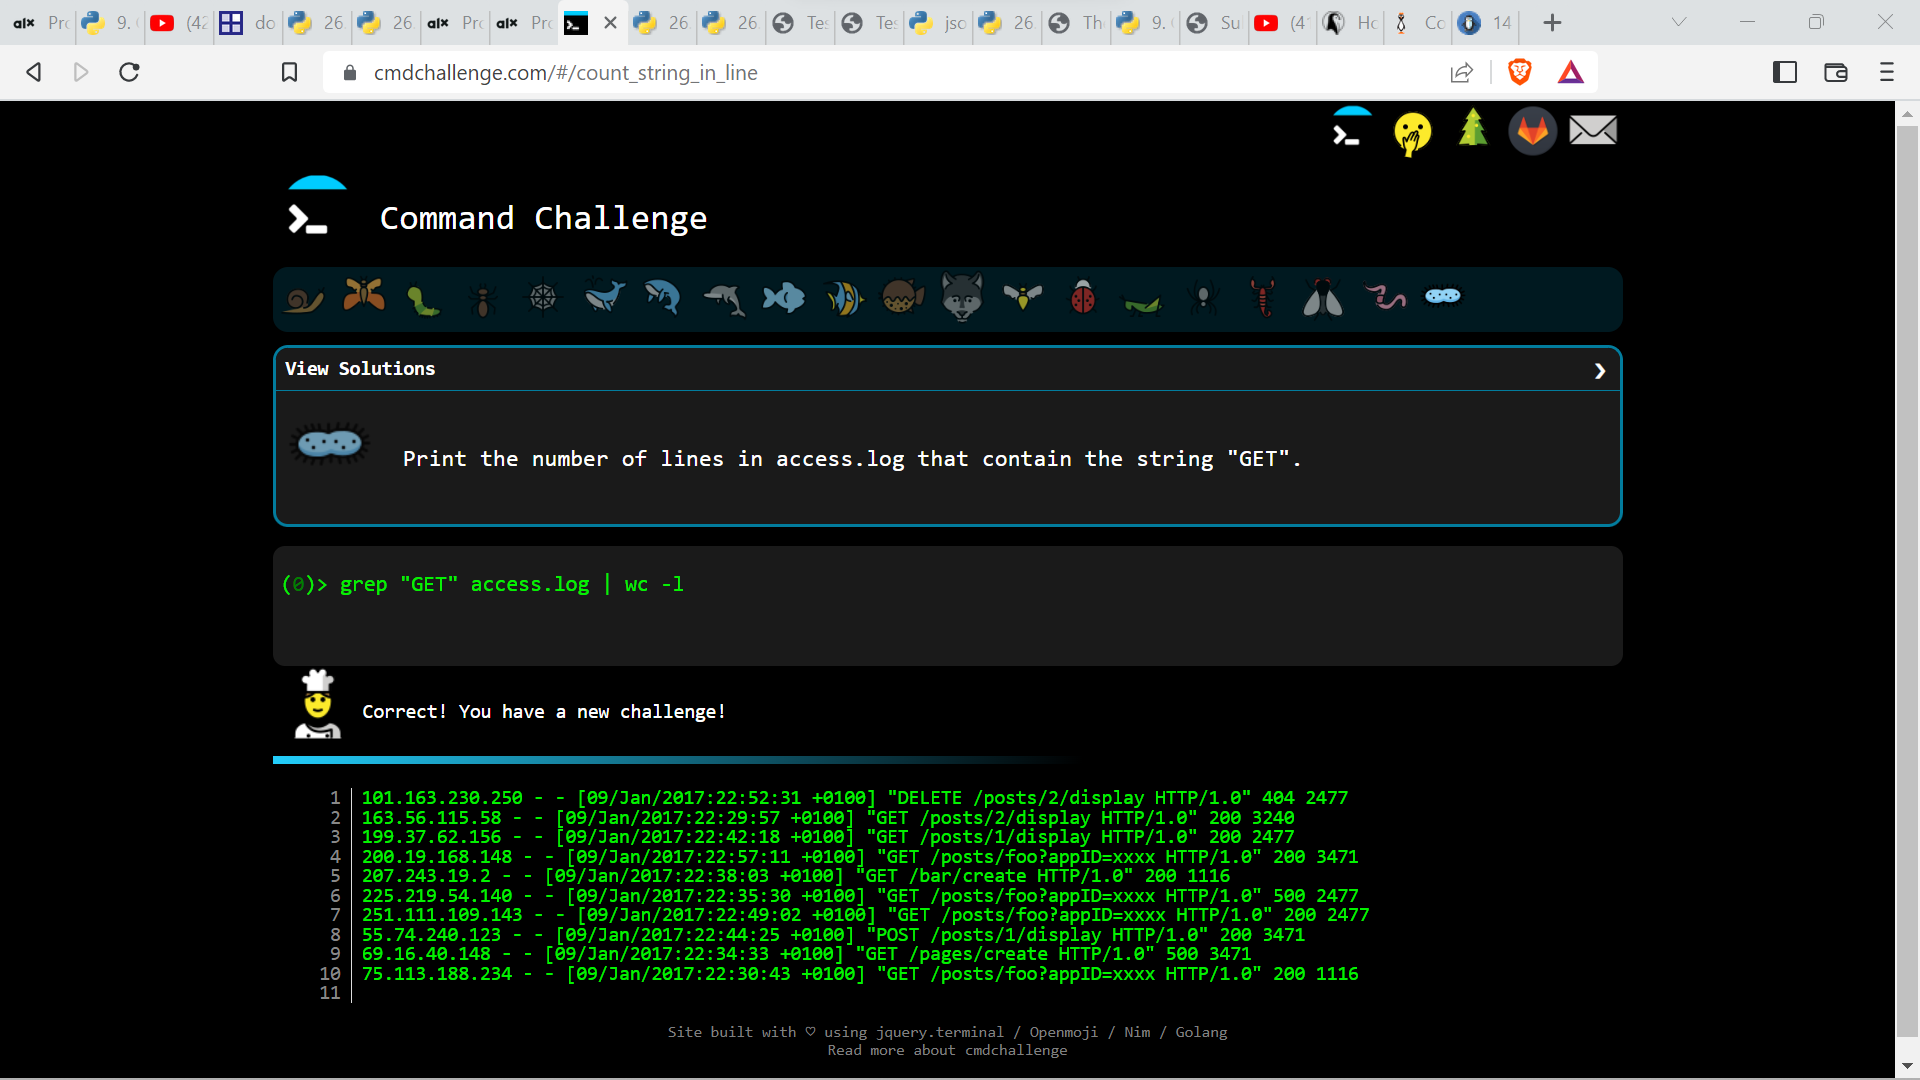 Pr 9. (42 do 26 26 Pro Pro 26 26 Tes Tes jso 26 Th 9. Su (4 Ho Co 14
cmdchallenge.com/#/count_string_in_line
Command Challenge
View Solutions
Print the number of lines in access.log that contain the string "GET".
(0)> grep "GET" access.log | wc -l
Correct! You have a new challenge!
1 101.163.230.250 - - [09/Jan/2017:22:52:31 +0100] "DELETE /posts/2/display HTTP/1.0" 404 2477
2 163.56.115.58 - - [09/Jan/2017:22:29:57 +0100] "GET /posts/2/display HTTP/1.0" 200 3240
3 199.37.62.156 - - [09/Jan/2017:22:42:18 +0100] "GET /posts/1/display HTTP/1.0" 200 2477
4 200.19.168.148 - - [09/Jan/2017:22:57:11 +0100] "GET /posts/foo?appID=xxxx HTTP/1.0" 200 3471
5 207.243.19.2 - - [09/Jan/2017:22:38:03 +0100] "GET /bar/create HTTP/1.0" 200 1116
6 225.219.54.140 - - [09/Jan/2017:22:35:30 +0100] "GET /posts/foo?appID=xxxx HTTP/1.0" 500 2477
7 251.111.109.143 - - [09/Jan/2017:22:49:02 +0100] "GET /posts/foo?appID=xxxx HTTP/1.0" 200 2477
8 55.74.240.123 - - [09/Jan/2017:22:44:25 +0100] "POST /posts/1/display HTTP/1.0" 200 3471
9 69.16.40.148 - - [09/Jan/2017:22:34:33 +0100] "GET /pages/create HTTP/1.0" 500 3471
10 75.113.188.234 - - [09/Jan/2017:22:30:43 +0100] "GET /posts/foo?appID=xxxx HTTP/1.0" 200 1116
11
Site built with ♡ using jquery.terminal / Openmoji / Nim / Golang
Read more about cmdchallenge